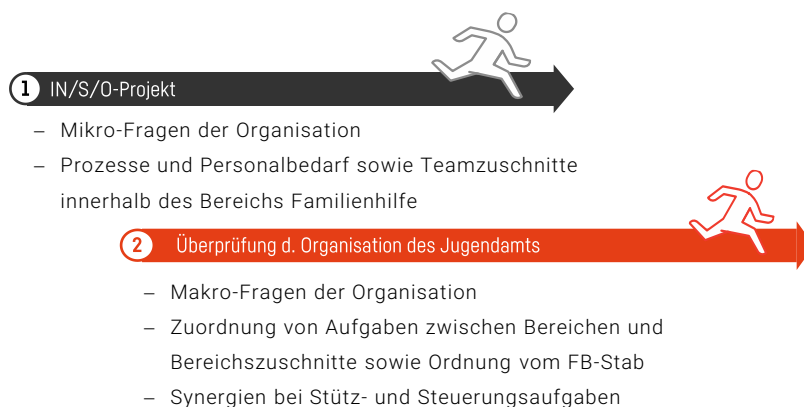 1 IN/S/O-Projekt
– Mikro-Fragen der Organisation
– Prozesse und Personalbedarf sowie Teamzuschnitte
innerhalb des Bereichs Familienhilfe
2 Überprüfung d. Organisation des Jugendamts
– Makro-Fragen der Organisation
– Zuordnung von Aufgaben zwischen Bereichen und
Bereichszuschnitte sowie Ordnung vom FB-Stab
– Synergien bei Stütz- und Steuerungsaufgaben